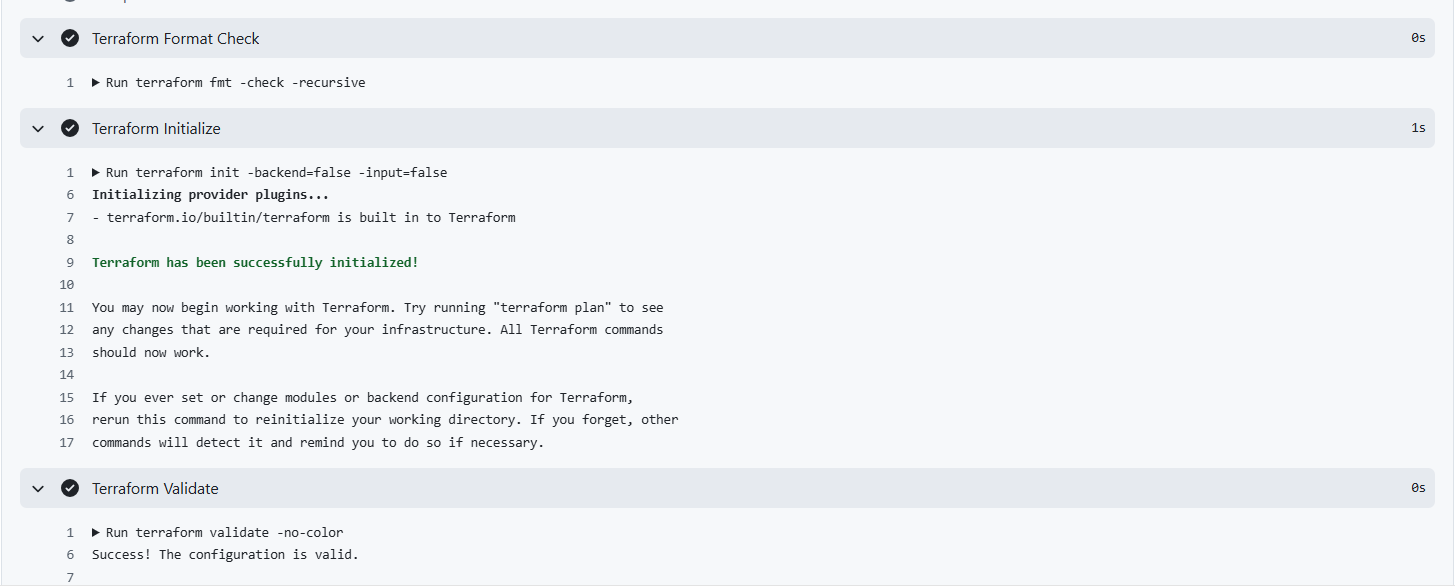 Terraform Format Check 0s
1 Run terraform fmt -check -recursive
Terraform Initialize 1s
1 Run terraform init -backend=false -input=false
6 Initializing provider plugins...
7 - terraform.io/builtin/terraform is built in to Terraform
8
9 Terraform has been successfully initialized!
10
11 You may now begin working with Terraform. Try running "terraform plan" to see
12 any changes that are required for your infrastructure. All Terraform commands
13 should now work.
14
15 If you ever set or change modules or backend configuration for Terraform,
16 rerun this command to reinitialize your working directory. If you forget, other
17 commands will detect it and remind you to do so if necessary.
Terraform Validate 0s
1 Run terraform validate -no-color
6 Success! The configuration is valid.
7